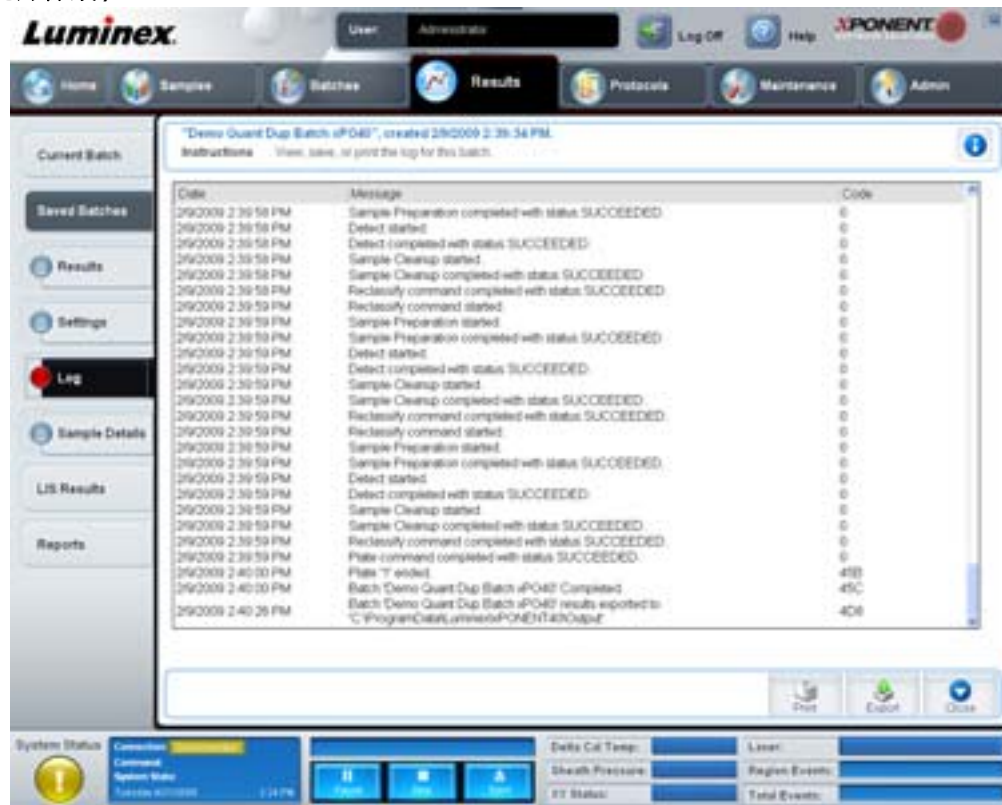 Luminex.
User: Administrator
Log Off
Help
XPONENT
Home
Samples
Batches
Results
Protocols
Maintenance
Admin
Current Batch
Saved Batches
Results
Settings
Log
Sample Details
LIS Results
Reports
"Demo Quant Dup Batch xPO40", created 2/9/2009 2:39:34 PM.
Instructions View, save, or print the log for this batch.
Date Message Code
2/9/2009 2:39:58 PM Sample Preparation completed with status SUCCEEDED. 0
2/9/2009 2:39:58 PM Detect started. 0
2/9/2009 2:39:58 PM Detect completed with status SUCCEEDED. 0
2/9/2009 2:39:58 PM Sample Cleanup started. 0
2/9/2009 2:39:58 PM Sample Cleanup completed with status SUCCEEDED. 0
2/9/2009 2:39:58 PM Reclassify command completed with status SUCCEEDED. 0
2/9/2009 2:39:59 PM Reclassify command started. 0
2/9/2009 2:39:59 PM Sample Preparation started. 0
2/9/2009 2:39:59 PM Sample Preparation completed with status SUCCEEDED. 0
2/9/2009 2:39:59 PM Detect started. 0
2/9/2009 2:39:59 PM Detect completed with status SUCCEEDED. 0
2/9/2009 2:39:59 PM Sample Cleanup started. 0
2/9/2009 2:39:59 PM Sample Cleanup completed with status SUCCEEDED. 0
2/9/2009 2:39:59 PM Reclassify command completed with status SUCCEEDED. 0
2/9/2009 2:39:59 PM Reclassify command started. 0
2/9/2009 2:39:59 PM Sample Preparation started. 0
2/9/2009 2:39:59 PM Sample Preparation completed with status SUCCEEDED. 0
2/9/2009 2:39:59 PM Detect started. 0
2/9/2009 2:39:59 PM Detect completed with status SUCCEEDED. 0
2/9/2009 2:39:59 PM Sample Cleanup started. 0
2/9/2009 2:39:59 PM Sample Cleanup completed with status SUCCEEDED. 0
2/9/2009 2:39:59 PM Reclassify command completed with status SUCCEEDED. 0
2/9/2009 2:39:59 PM Plate command completed with status SUCCEEDED. 0
2/9/2009 2:40:00 PM Plate '1' ended. 45B
2/9/2009 2:40:00 PM Batch 'Demo Quant Dup Batch xPO40' Completed. 45C
2/9/2009 2:40:26 PM Batch 'Demo Quant Dup Batch xPO40' results exported to 4D8
'C:\ProgramData\Luminex\xPONENT40\Output'
Print
Export
Close
System Status
Connection
Command
System State
Pause
Stop
Eject
Delta Cal Temp:
Sheath Pressure:
XY Status:
Laser:
Region Events:
Total Events: